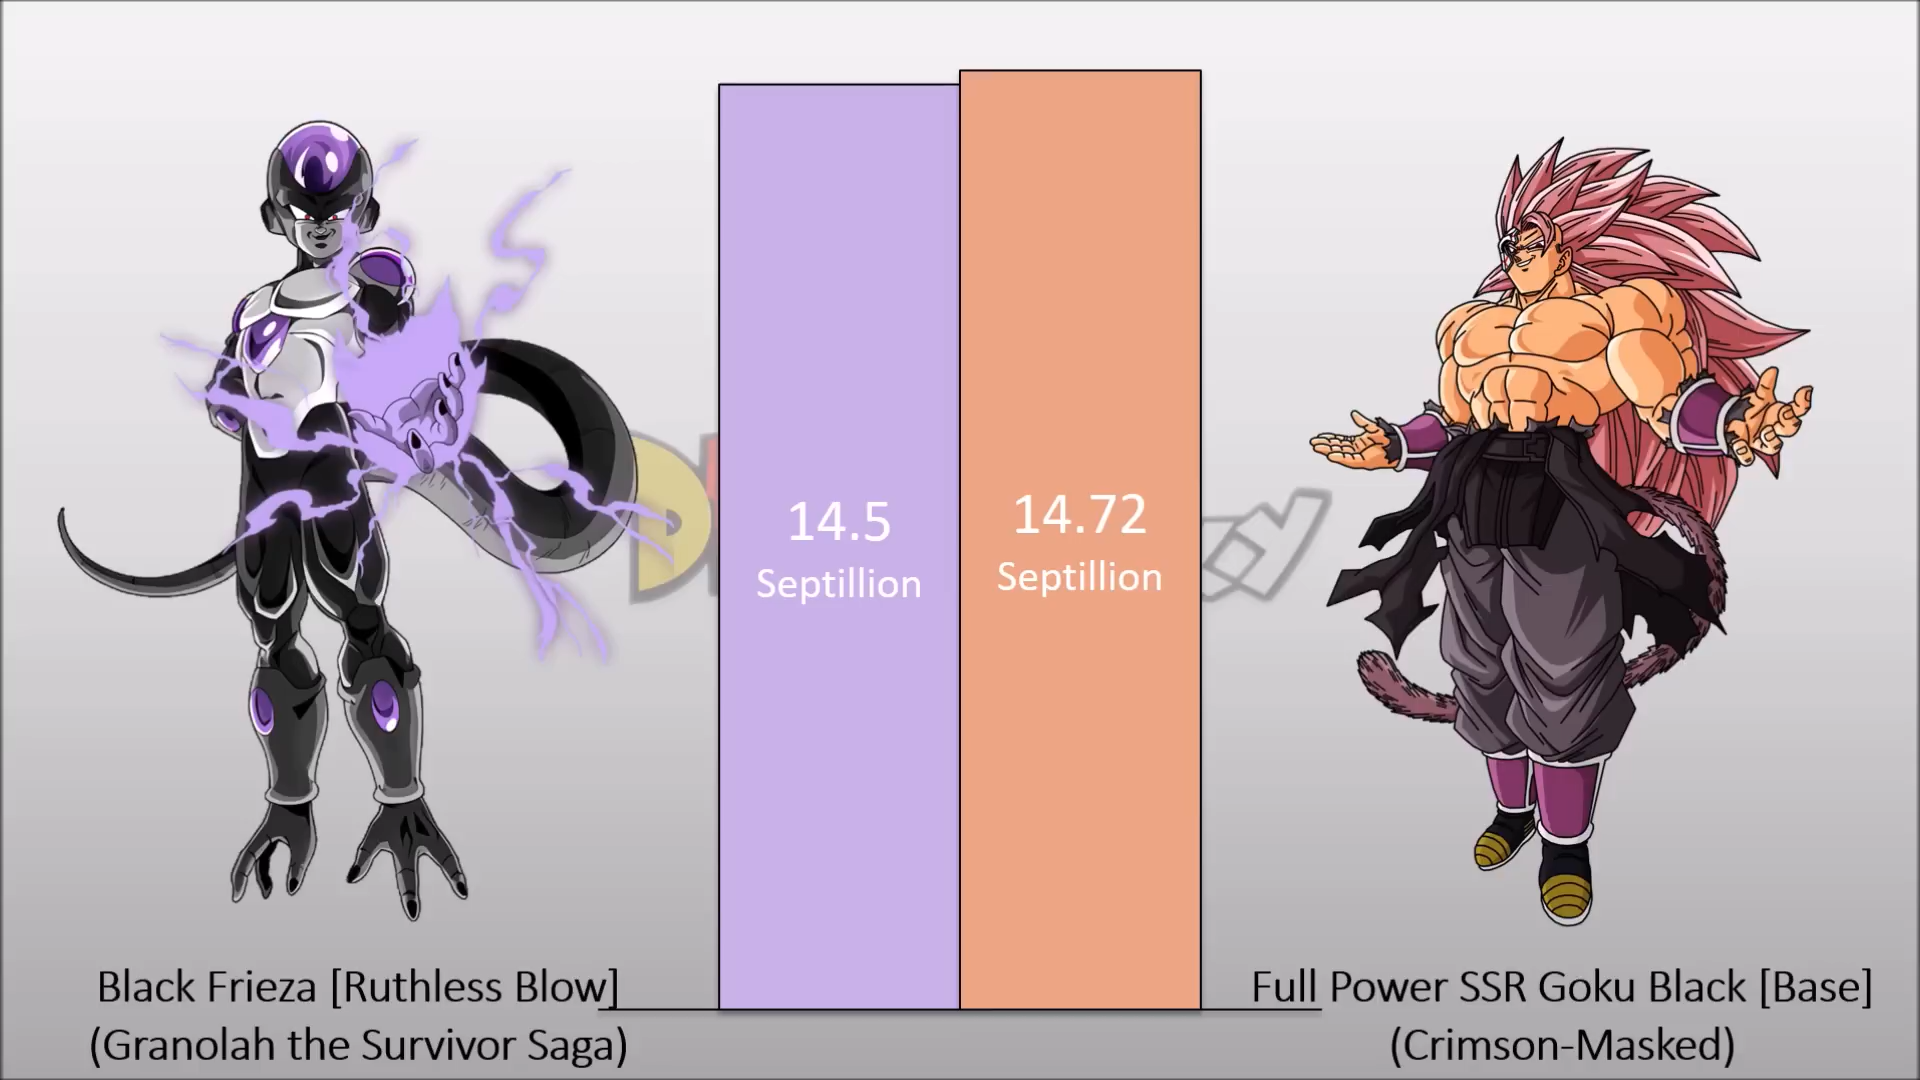 14.5
Septillion
14.72
Septillion
Black Frieza [Ruthless Blow]
(Granolah the Survivor Saga)
Full Power SSR Goku Black [Base]
(Crimson-Masked)